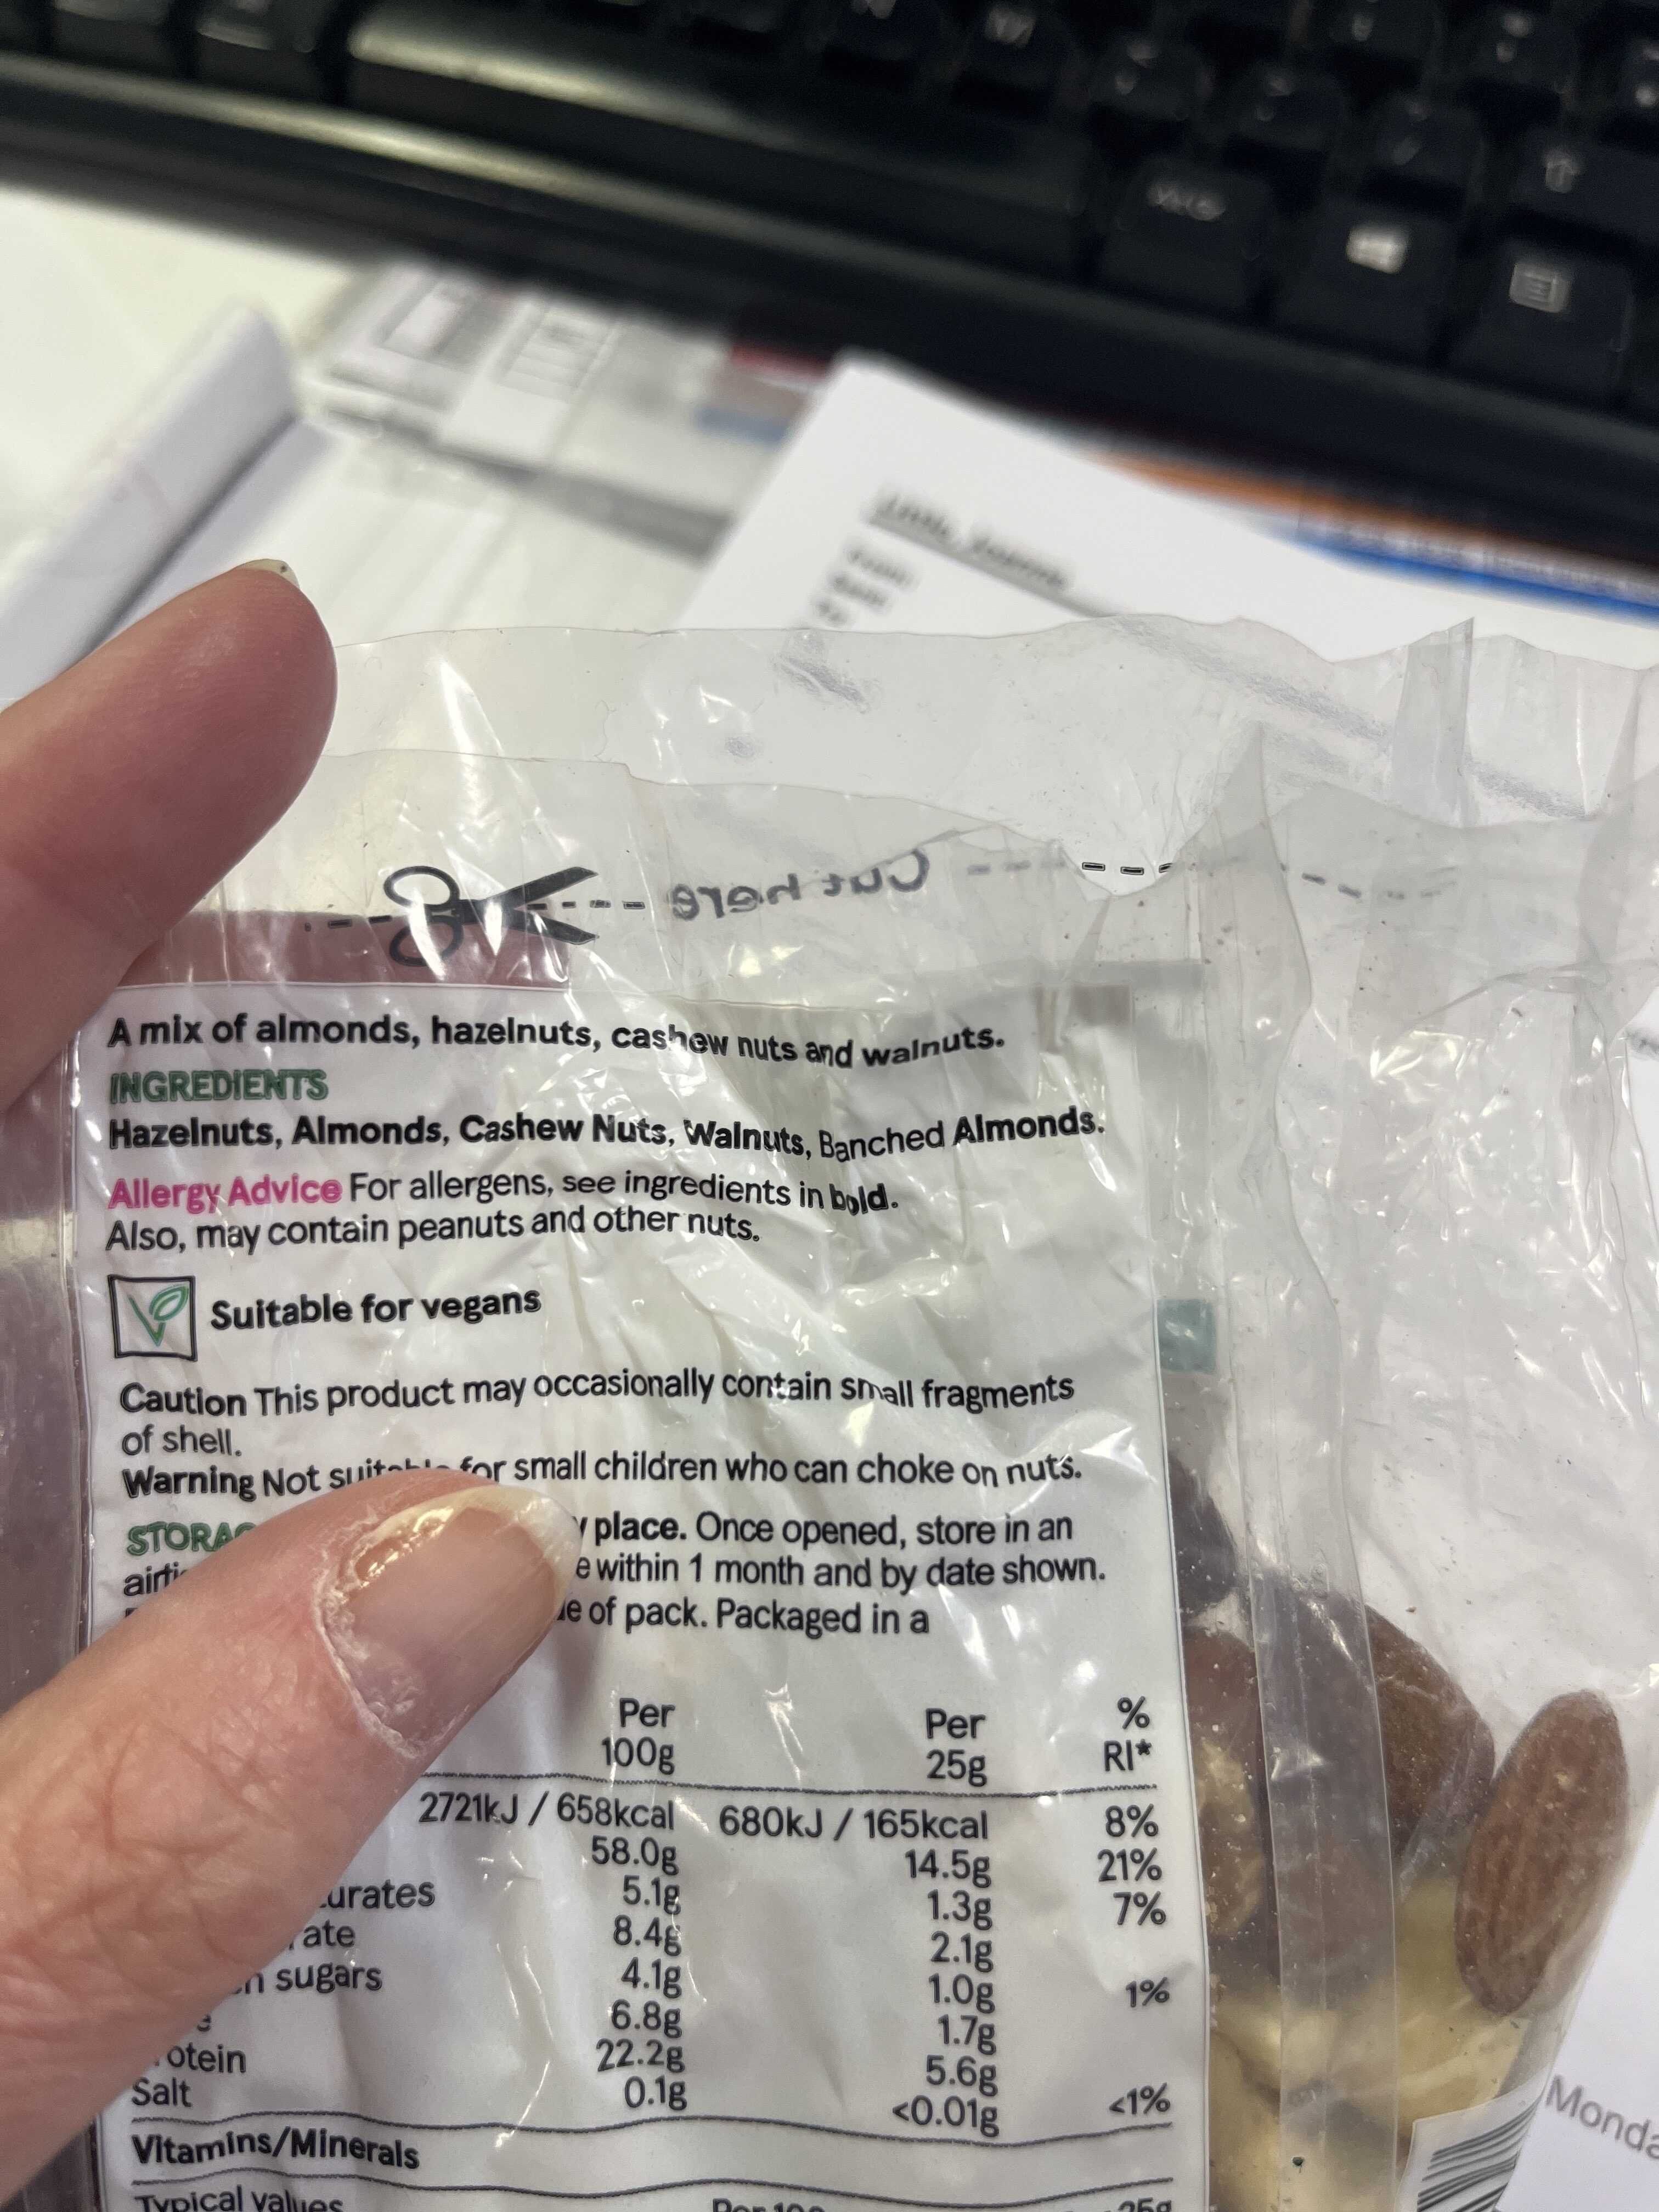 Cut here
A mix of almonds, hazelnuts, cashew nuts and walnuts.
INGREDIENTS
Hazelnuts, Almonds, Cashew Nuts, Walnuts, Banched Almonds.
Allergy Advice For allergens, see ingredients in bold.
Also, may contain peanuts and other nuts.
Suitable for vegans
Caution This product may occasionally contain small fragments
of shell.
Warning Not for small children who can choke on nuts.
place. Once opened, store in an
within 1 month and by date shown.
of pack. Packaged in a
Per 100g Per 25g % RI*
2721kJ / 658kcal 680kJ / 165kcal 8%
58.0g 14.5g 21%
urates 5.1g 1.3g 7%
ate 8.4g 2.1g
sugars 4.1g 1.0g 1%
6.8g 1.7g
otein 22.2g 5.6g
Salt 0.1g <0.01g <1%
Vitamins/Minerals
Typical values
Monda